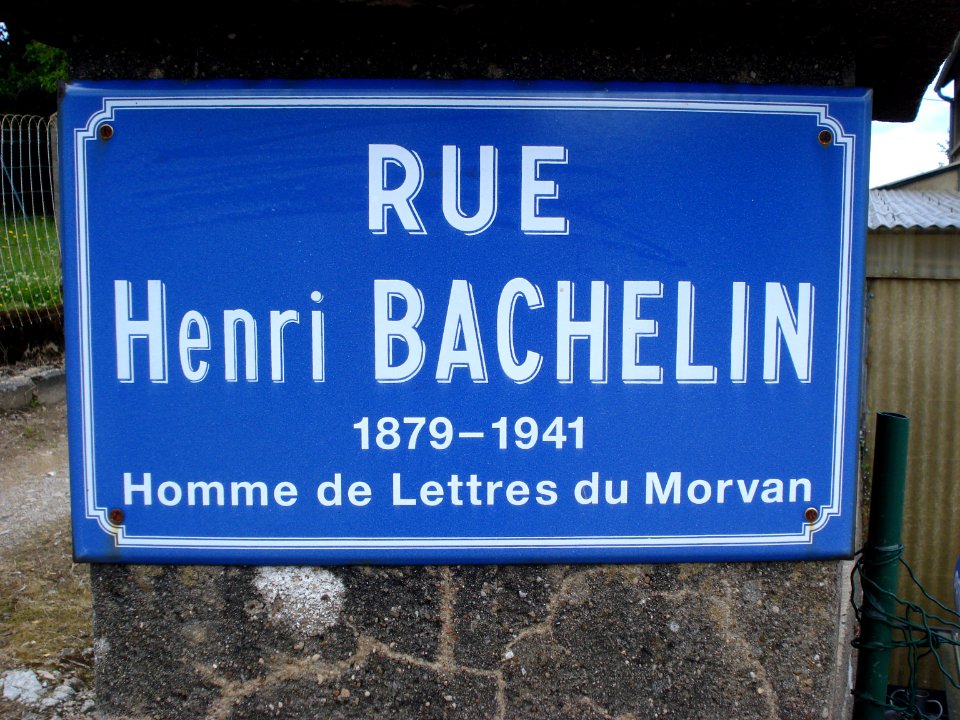 RUE
Henri BACHELIN
1879–1941
Homme de Lettres du Morvan